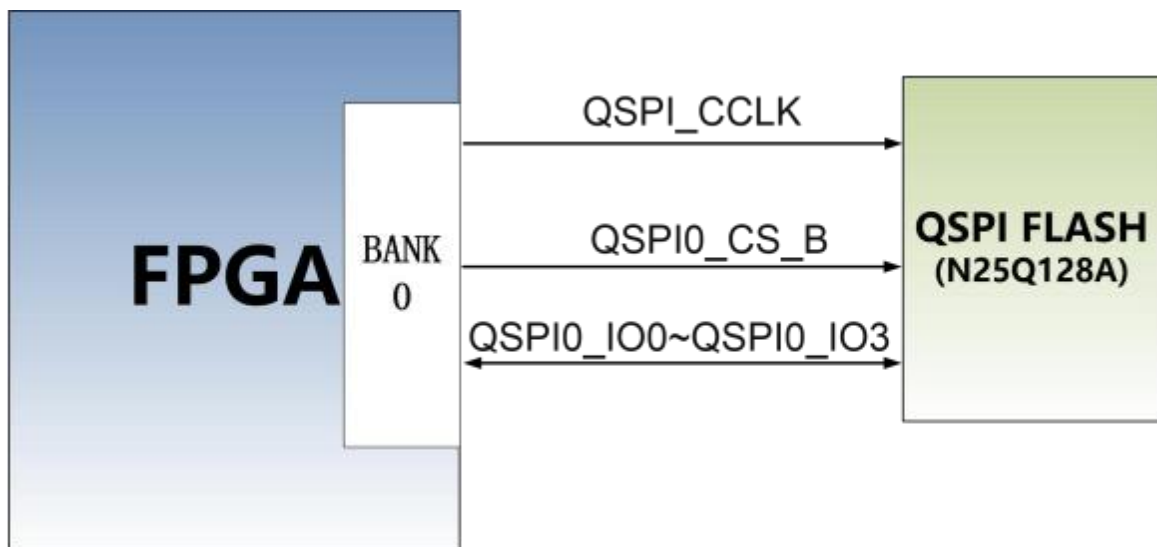 FPGA
BANK
0
QSPI_CCLK
QSPI0_CS_B
QSPI0_IO0~QSPI0_IO3
QSPI FLASH
(N25Q128A)